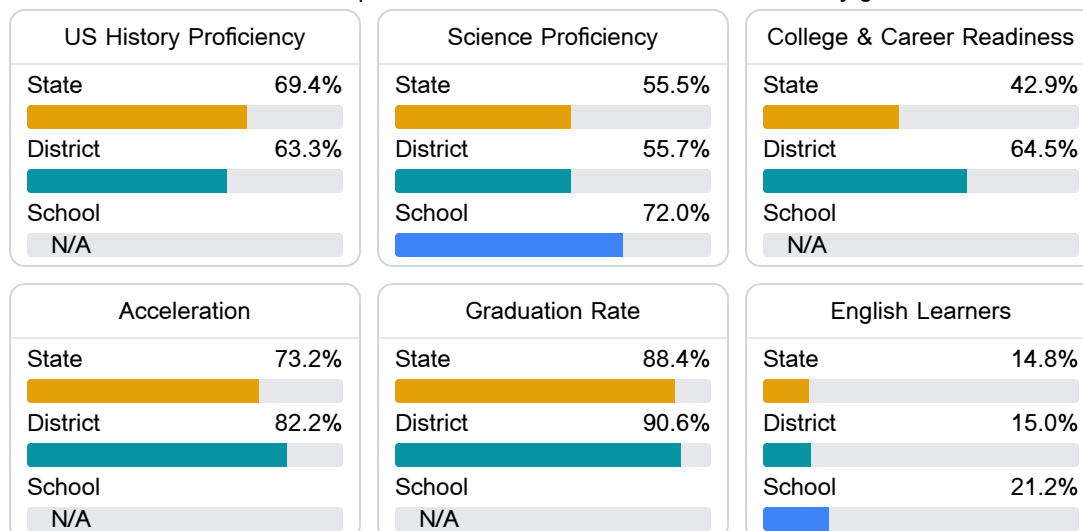 US History Proficiency
State 69.4%
District 63.3%
School
N/A
Science Proficiency
State 55.5%
District 55.7%
School 72.0%
College & Career Readiness
State 42.9%
District 64.5%
School
N/A
Acceleration
State 73.2%
District 82.2%
School
N/A
Graduation Rate
State 88.4%
District 90.6%
School
N/A
English Learners
State 14.8%
District 15.0%
School 21.2%